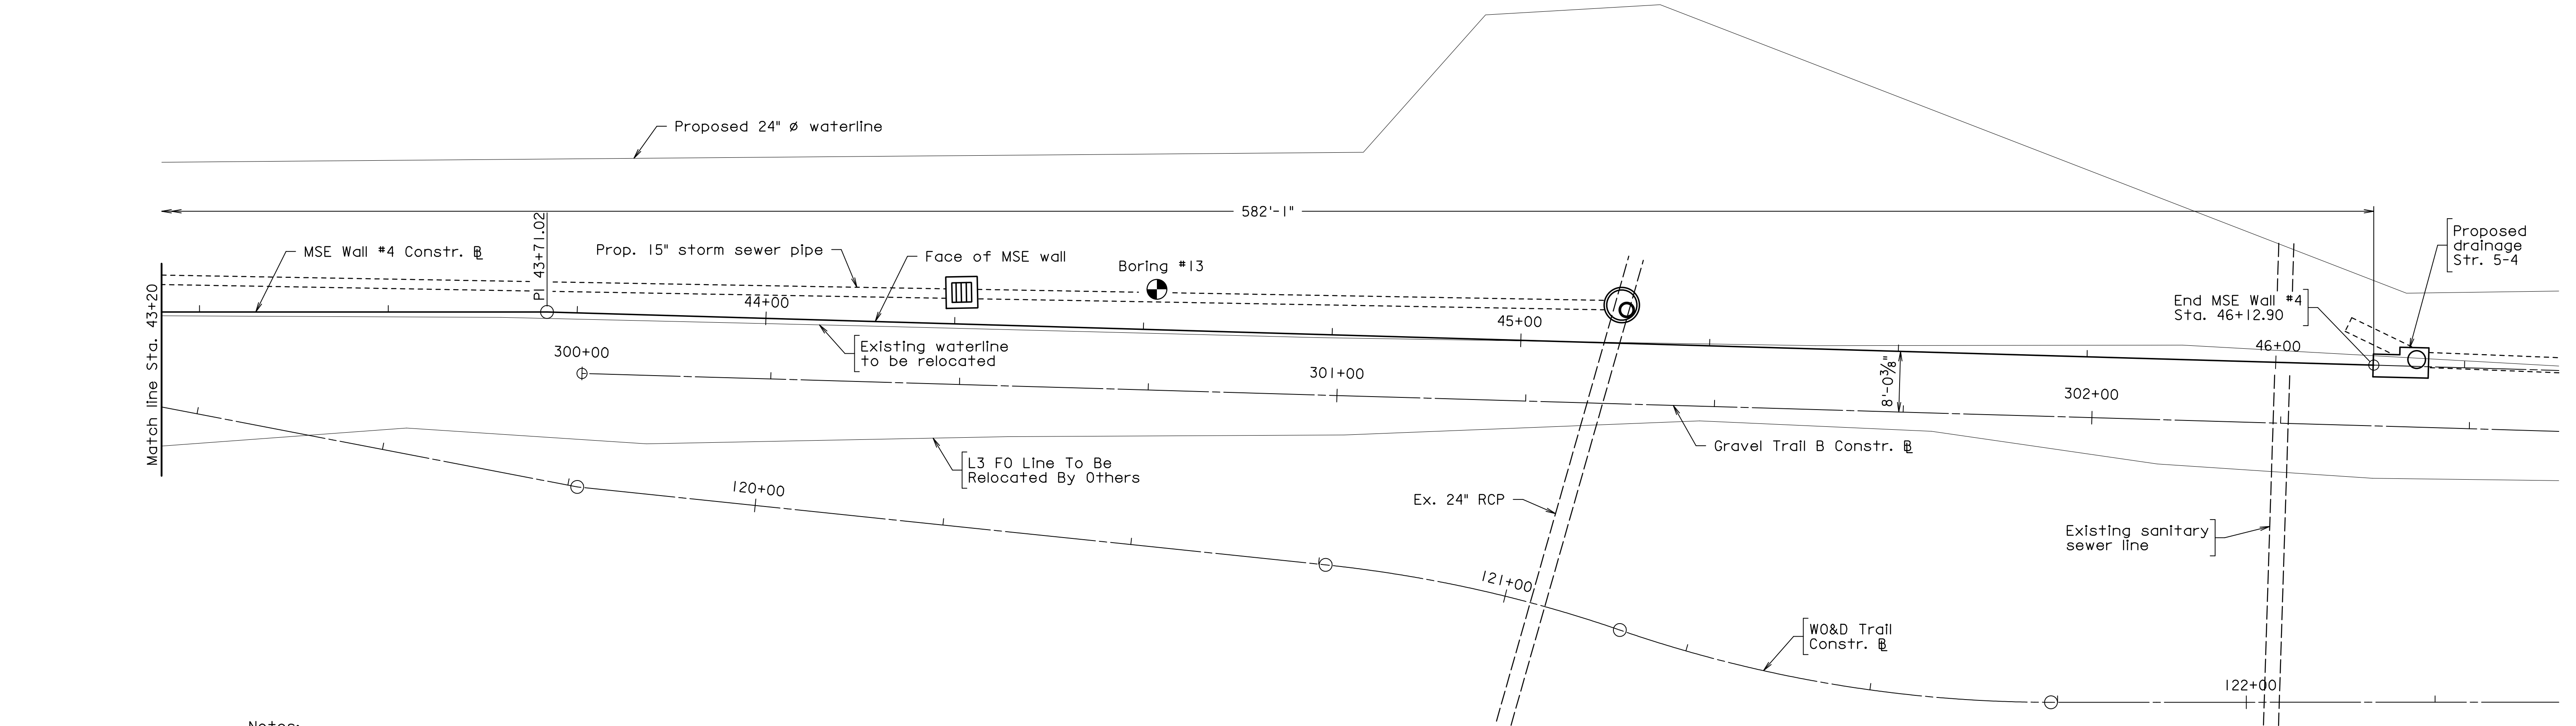 Proposed 24" ø waterline
582'-1"
MSE Wall #4 Constr. BL
PI 43+71.02
Prop. 15" storm sewer pipe
Face of MSE wall
Boring #13
Proposed
drainage
Str. 5-4
Match line Sta. 43+20
44+00
45+00
46+00
End MSE Wall #4
Sta. 46+12.90
Existing waterline
to be relocated
300+00
301+00
302+00
8'-0⅜"
Gravel Trail B Constr. BL
L3 FO Line To Be
Relocated By Others
120+00
Ex. 24" RCP
Existing sanitary
sewer line
121+00
WO&D Trail
Constr. BL
122+00
Notes: